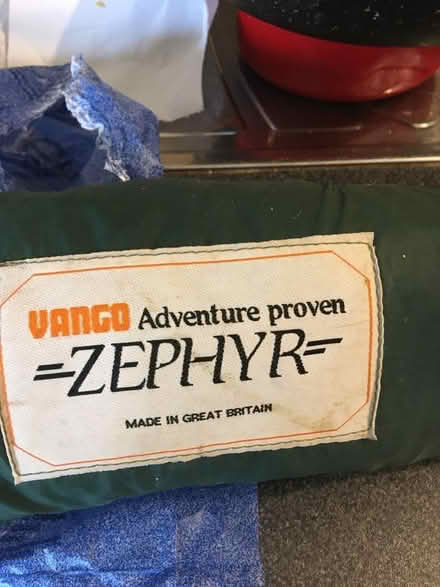 VANGO Adventure proven
=ZEPHYR=
MADE IN GREAT BRITAIN